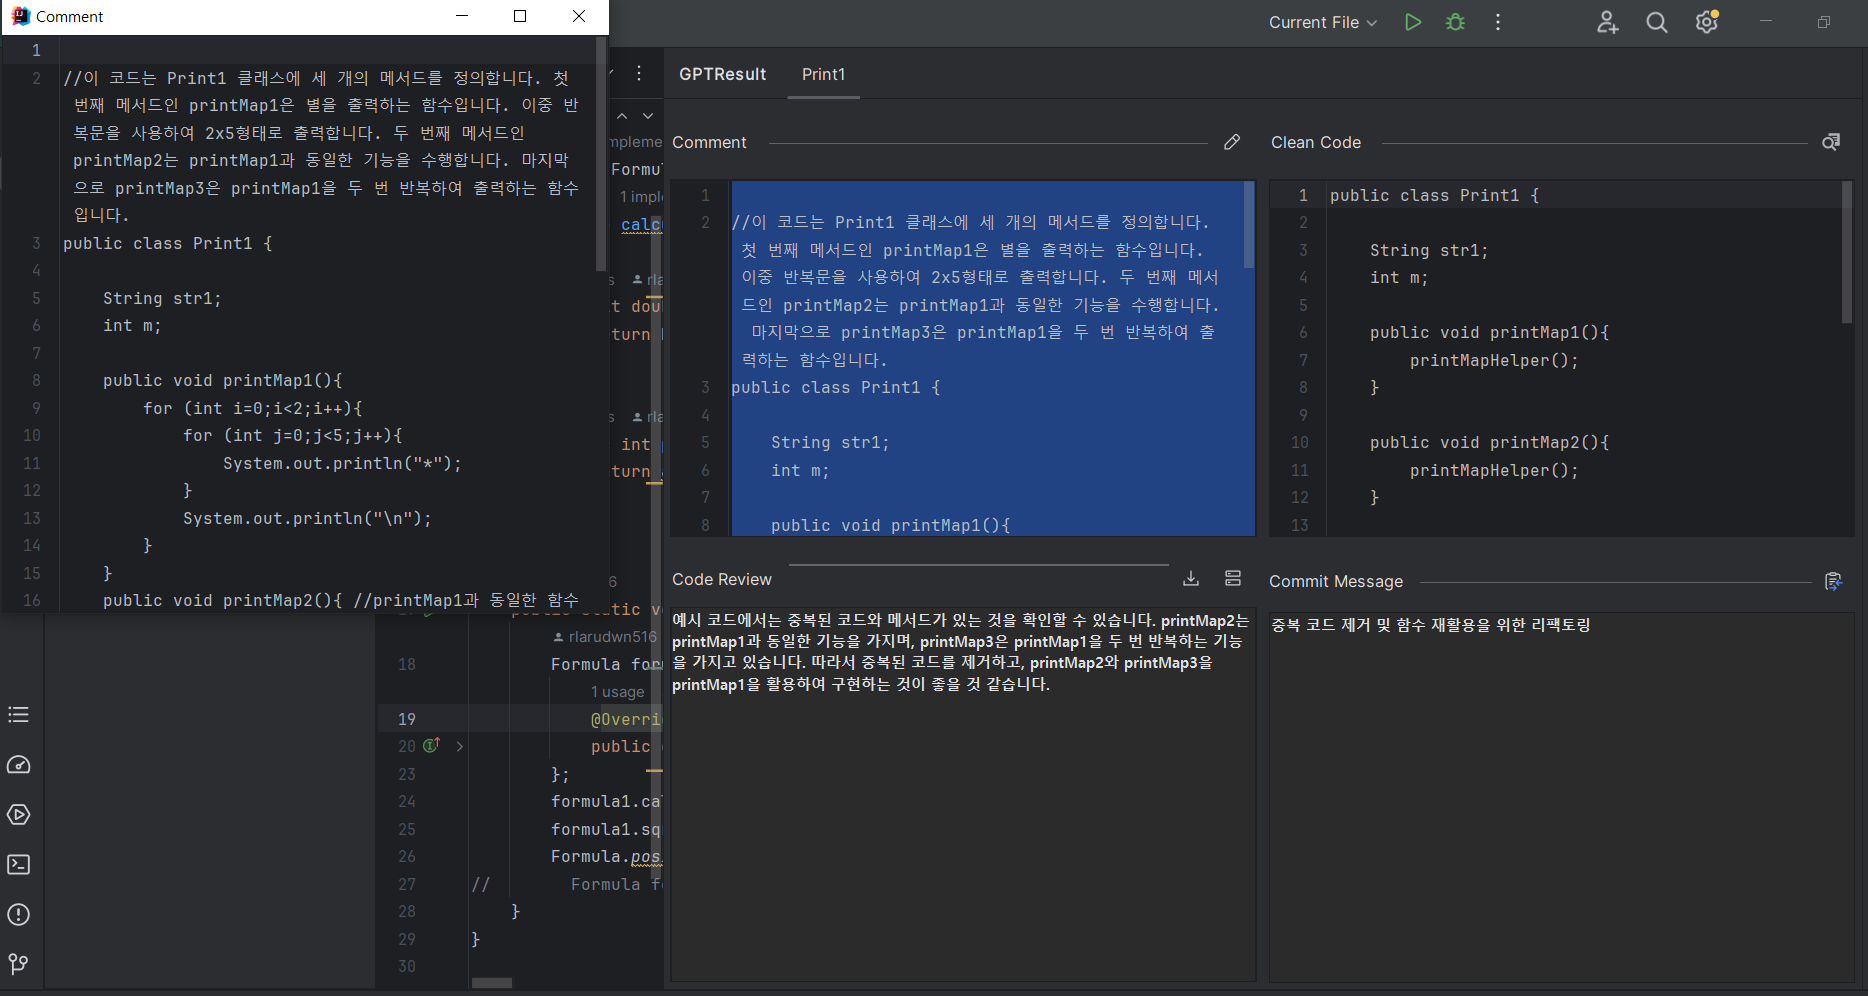 Comment
1
2 //이 코드는 Print1 클래스에 세 개의 메서드를 정의합니다. 첫
번째 메서드인 printMap1은 별을 출력하는 함수입니다. 이중 반
복문을 사용하여 2x5형태로 출력합니다. 두 번째 메서드인
printMap2는 printMap1과 동일한 기능을 수행합니다. 마지막
으로 printMap3은 printMap1을 두 번 반복하여 출력하는 함수
입니다.
3 public class Print1 {
4
5 String str1;
6 int m;
7
8 public void printMap1(){
9 for (int i=0;i<2;i++){
10 for (int j=0;j<5;j++){
11 System.out.println("*");
12 }
13 System.out.println("\n");
14 }
15 }
16 public void printMap2(){ //printMap1과 동일한 함수
Current File
Formu
1 imple
calcu
int
turn
rlarudwn516
18 Formula for
1 usage
19 @Overri
20 public
23 };
24 formula1.ca
25 formula1.sq
26 Formula.pos
27 // Formula f
28 }
29 }
30
GPTResult Print1
Comment
1
2 //이 코드는 Print1 클래스에 세 개의 메서드를 정의합니다.
첫 번째 메서드인 printMap1은 별을 출력하는 함수입니다.
이중 반복문을 사용하여 2x5형태로 출력합니다. 두 번째 메서
드인 printMap2는 printMap1과 동일한 기능을 수행합니다.
마지막으로 printMap3은 printMap1을 두 번 반복하여 출
력하는 함수입니다.
3 public class Print1 {
4
5 String str1;
6 int m;
7
8 public void printMap1(){
Clean Code
1 public class Print1 {
2
3 String str1;
4 int m;
5
6 public void printMap1(){
7 printMapHelper();
8 }
9
10 public void printMap2(){
11 printMapHelper();
12 }
13
Code Review
예시 코드에서는 중복된 코드와 메서드가 있는 것을 확인할 수 있습니다. printMap2는
printMap1과 동일한 기능을 가지며, printMap3은 printMap1을 두 번 반복하는 기능
을 가지고 있습니다. 따라서 중복된 코드를 제거하고, printMap2와 printMap3을
printMap1을 활용하여 구현하는 것이 좋을 것 같습니다.
Commit Message
중복 코드 제거 및 함수 재활용을 위한 리팩토링